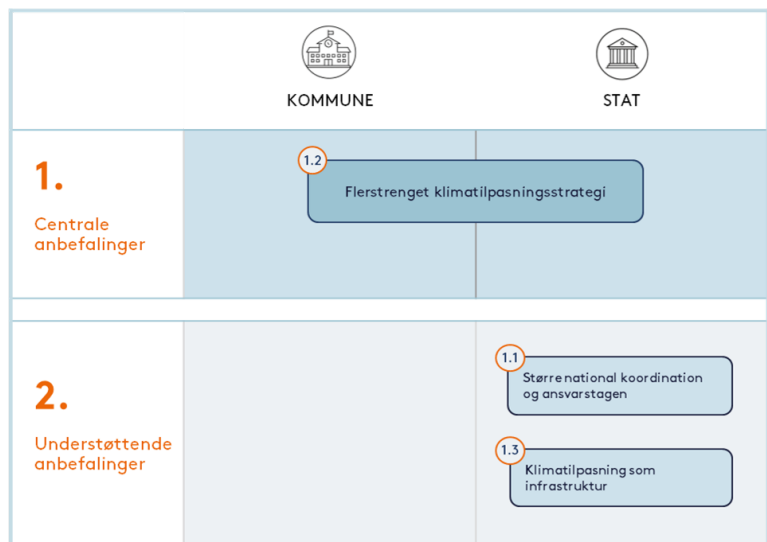 KOMMUNE
STAT
1.
Centrale
anbefalinger
1.2
Flerstrenget klimatilpasningsstrategi
2.
Understøttende
anbefalinger
1.1
Større national koordination
og ansvarstagen
1.3
Klimatilpasning som
infrastruktur